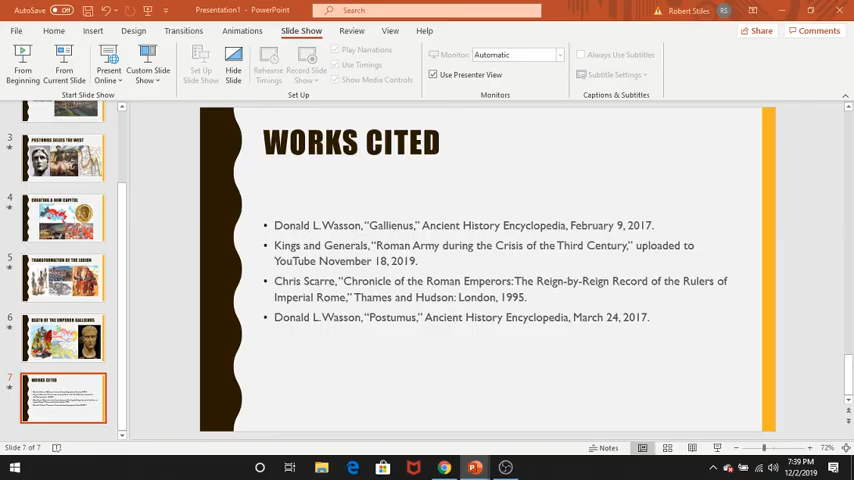 AutoSave Off
Presentation1 - PowerPoint
Search
Robert Stiles RS
File Home Insert Design Transitions Animations Slide Show Review View Help Share Comments
From Beginning
From Current Slide
Present Online
Custom Slide Show
Set Up Slide Show
Hide Slide
Rehearse Timings
Record Slide Show
Play Narrations
Use Timings
Show Media Controls
Monitor: Automatic
Use Presenter View
Always Use Subtitles
Subtitle Settings
Start Slide Show
Set Up
Monitors
Captions & Subtitles
3
POSTUMUS SEIZES THE WEST
4
CREATING A NEW CAPITOL
5
TRANSFORMATION OF THE LEGION
6
DEATH OF THE EMPEROR GALLIENUS
7
WORKS CITED
WORKS CITED
• Donald L. Wasson, “Gallienus,” Ancient History Encyclopedia, February 9, 2017.
• Kings and Generals, “Roman Army during the Crisis of the Third Century,” uploaded to
YouTube November 18, 2019.
• Chris Scarre, “Chronicle of the Roman Emperors: The Reign-by-Reign Record of the Rulers of
Imperial Rome,” Thames and Hudson: London, 1995.
• Donald L. Wasson, “Postumus,” Ancient History Encyclopedia, March 24, 2017.
Slide 7 of 7
Notes
72%
7:39 PM
12/2/2019